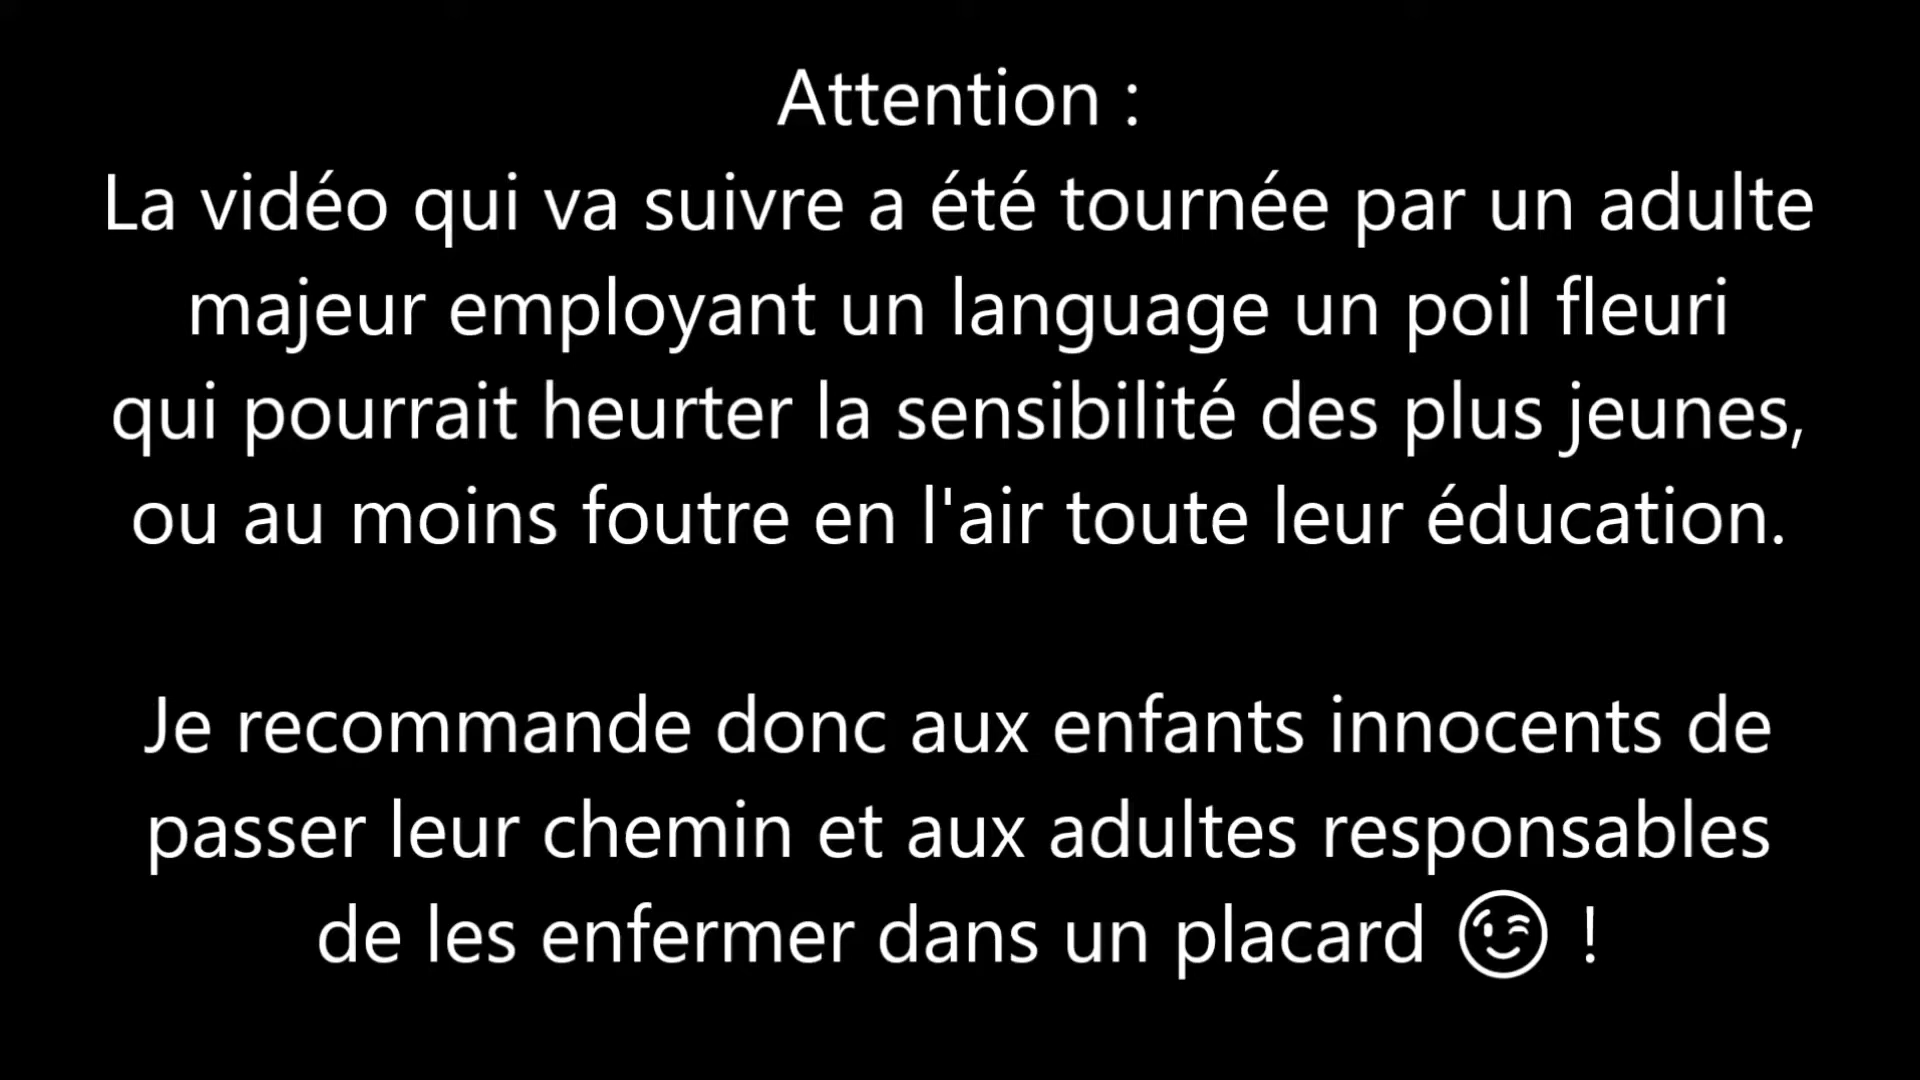 Attention :
La vidéo qui va suivre a été tournée par un adulte
majeur employant un language un poil fleuri
qui pourrait heurter la sensibilité des plus jeunes,
ou au moins foutre en l'air toute leur éducation.
Je recommande donc aux enfants innocents de
passer leur chemin et aux adultes responsables
de les enfermer dans un placard 😉 !